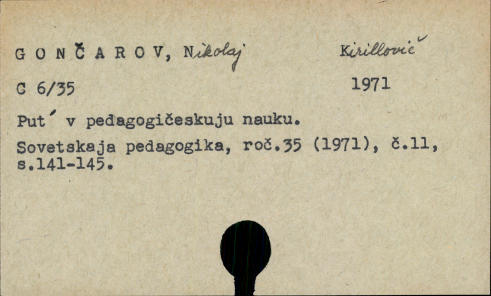 GONČAROV, Nikolaj Kirillovič
C 6/35 1971
Put´ v pedagogičeskuju nauku.
Sovetskaja pedagogika, roč.35 (1971), č.11,
s.141-145.